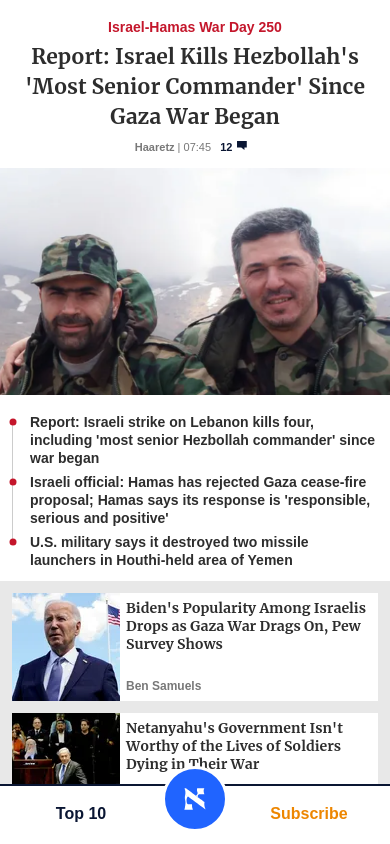 Israel-Hamas War Day 250
Report: Israel Kills Hezbollah's
'Most Senior Commander' Since
Gaza War Began
Haaretz | 07:45 12
Report: Israeli strike on Lebanon kills four,
including 'most senior Hezbollah commander' since
war began
Israeli official: Hamas has rejected Gaza cease-fire
proposal; Hamas says its response is 'responsible,
serious and positive'
U.S. military says it destroyed two missile
launchers in Houthi-held area of Yemen
Biden's Popularity Among Israelis
Drops as Gaza War Drags On, Pew
Survey Shows
Ben Samuels
Netanyahu's Government Isn't
Worthy of the Lives of Soldiers
Dying in Their War
Top 10
Subscribe